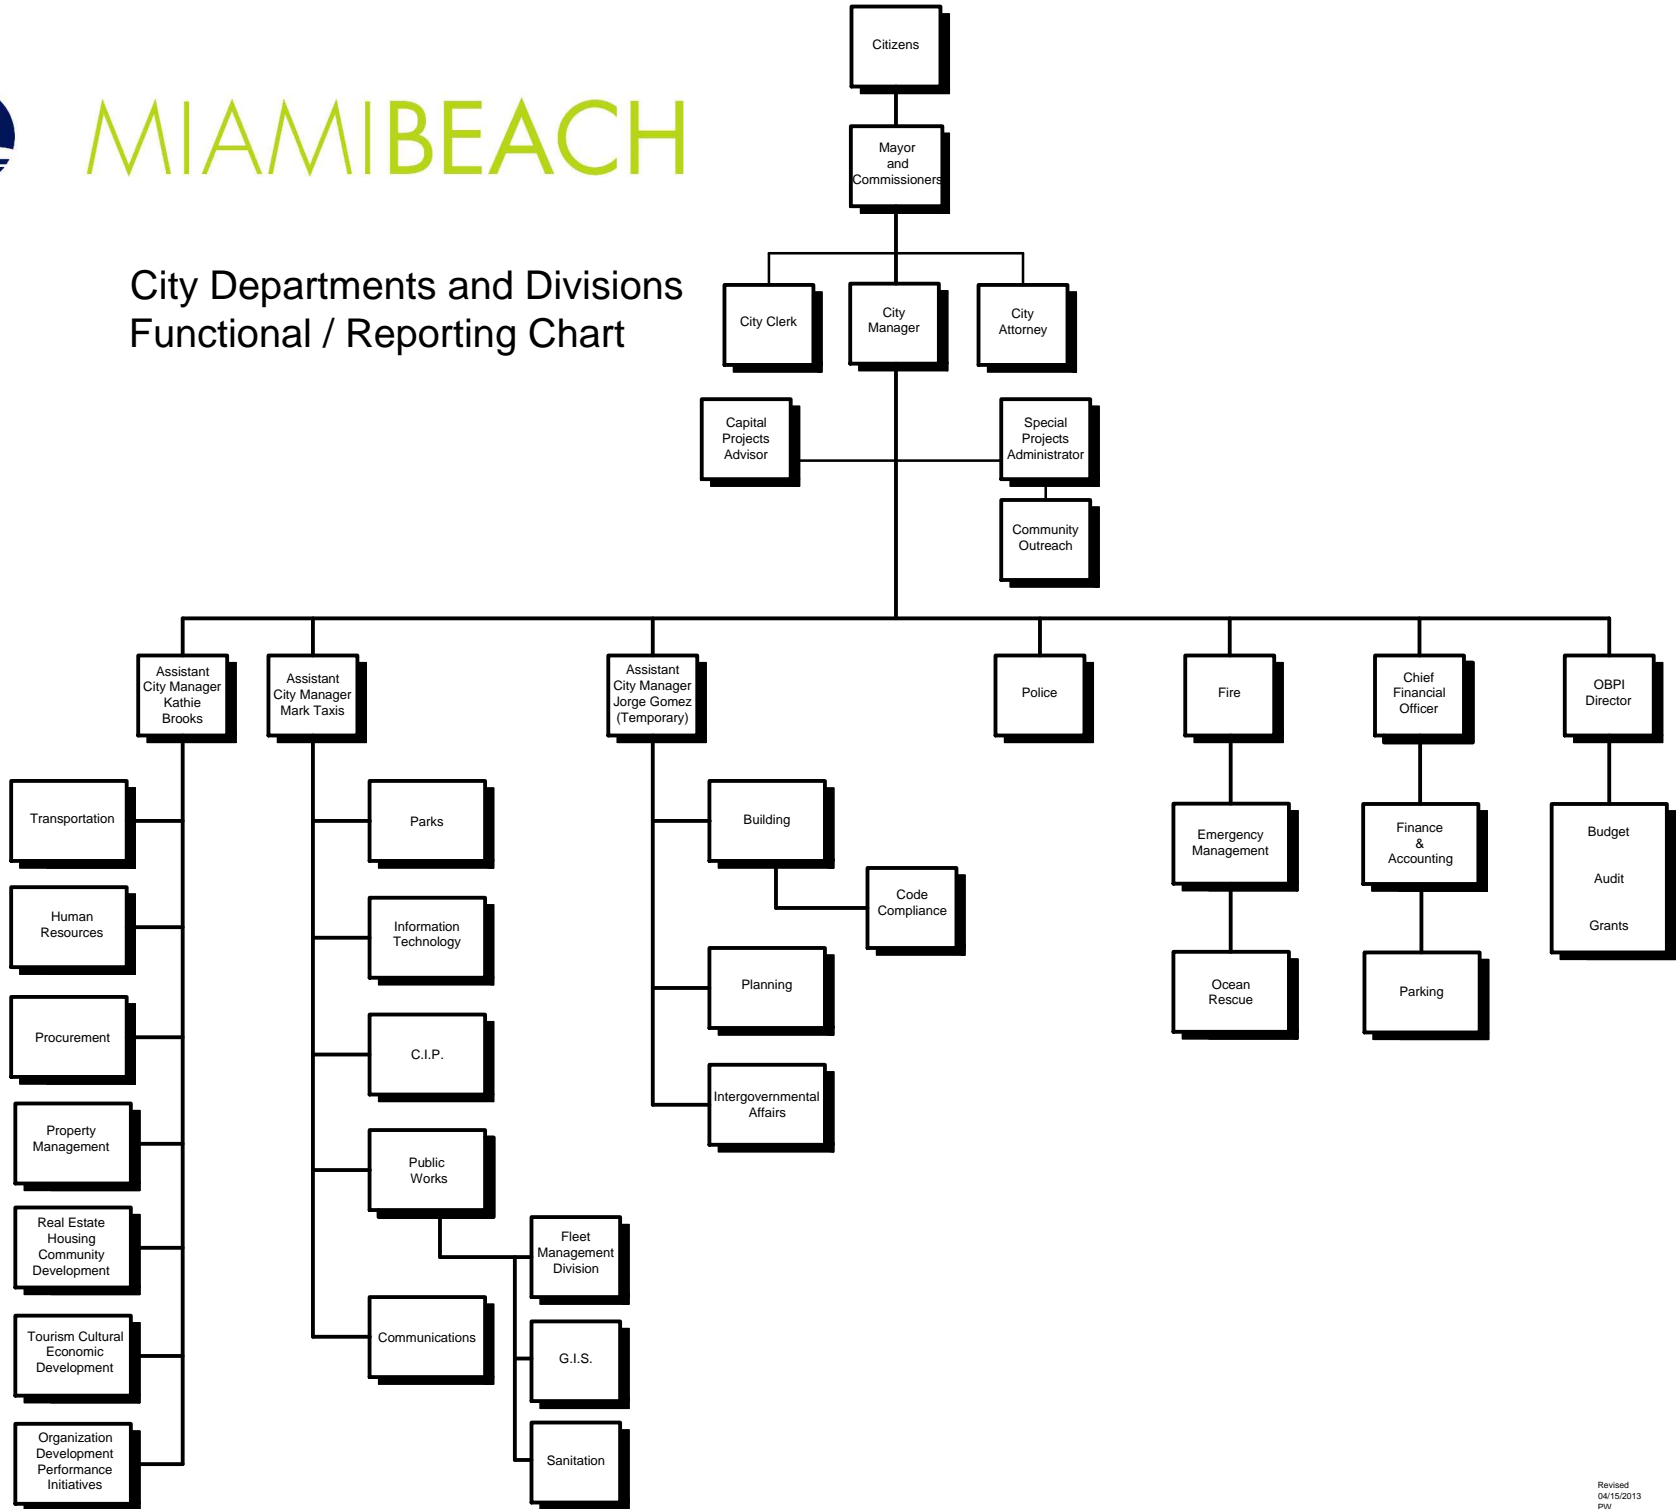 Citizens
MIAMIBEACH
Mayor
and
Commissioners
City Departments and Divisions
Functional / Reporting Chart
City Clerk
City
Manager
City
Attorney
Capital
Projects
Advisor
Special
Projects
Administrator
Community
Outreach
Assistant
City Manager
Kathie
Brooks
Assistant
City Manager
Mark Taxis
Assistant
City Manager
Jorge Gomez
(Temporary)
Police
Fire
Chief
Financial
Officer
OBPI
Director
Transportation
Human
Resources
Procurement
Property
Management
Real Estate
Housing
Community
Development
Tourism Cultural
Economic
Development
Organization
Development
Performance
Initiatives
Parks
Information
Technology
C.I.P.
Public
Works
Fleet
Management
Division
G.I.S.
Sanitation
Communications
Building
Code
Compliance
Planning
Intergovernmental
Affairs
Emergency
Management
Ocean
Rescue
Finance
&
Accounting
Parking
Budget
Audit
Grants
Revised
04/15/2013
PW